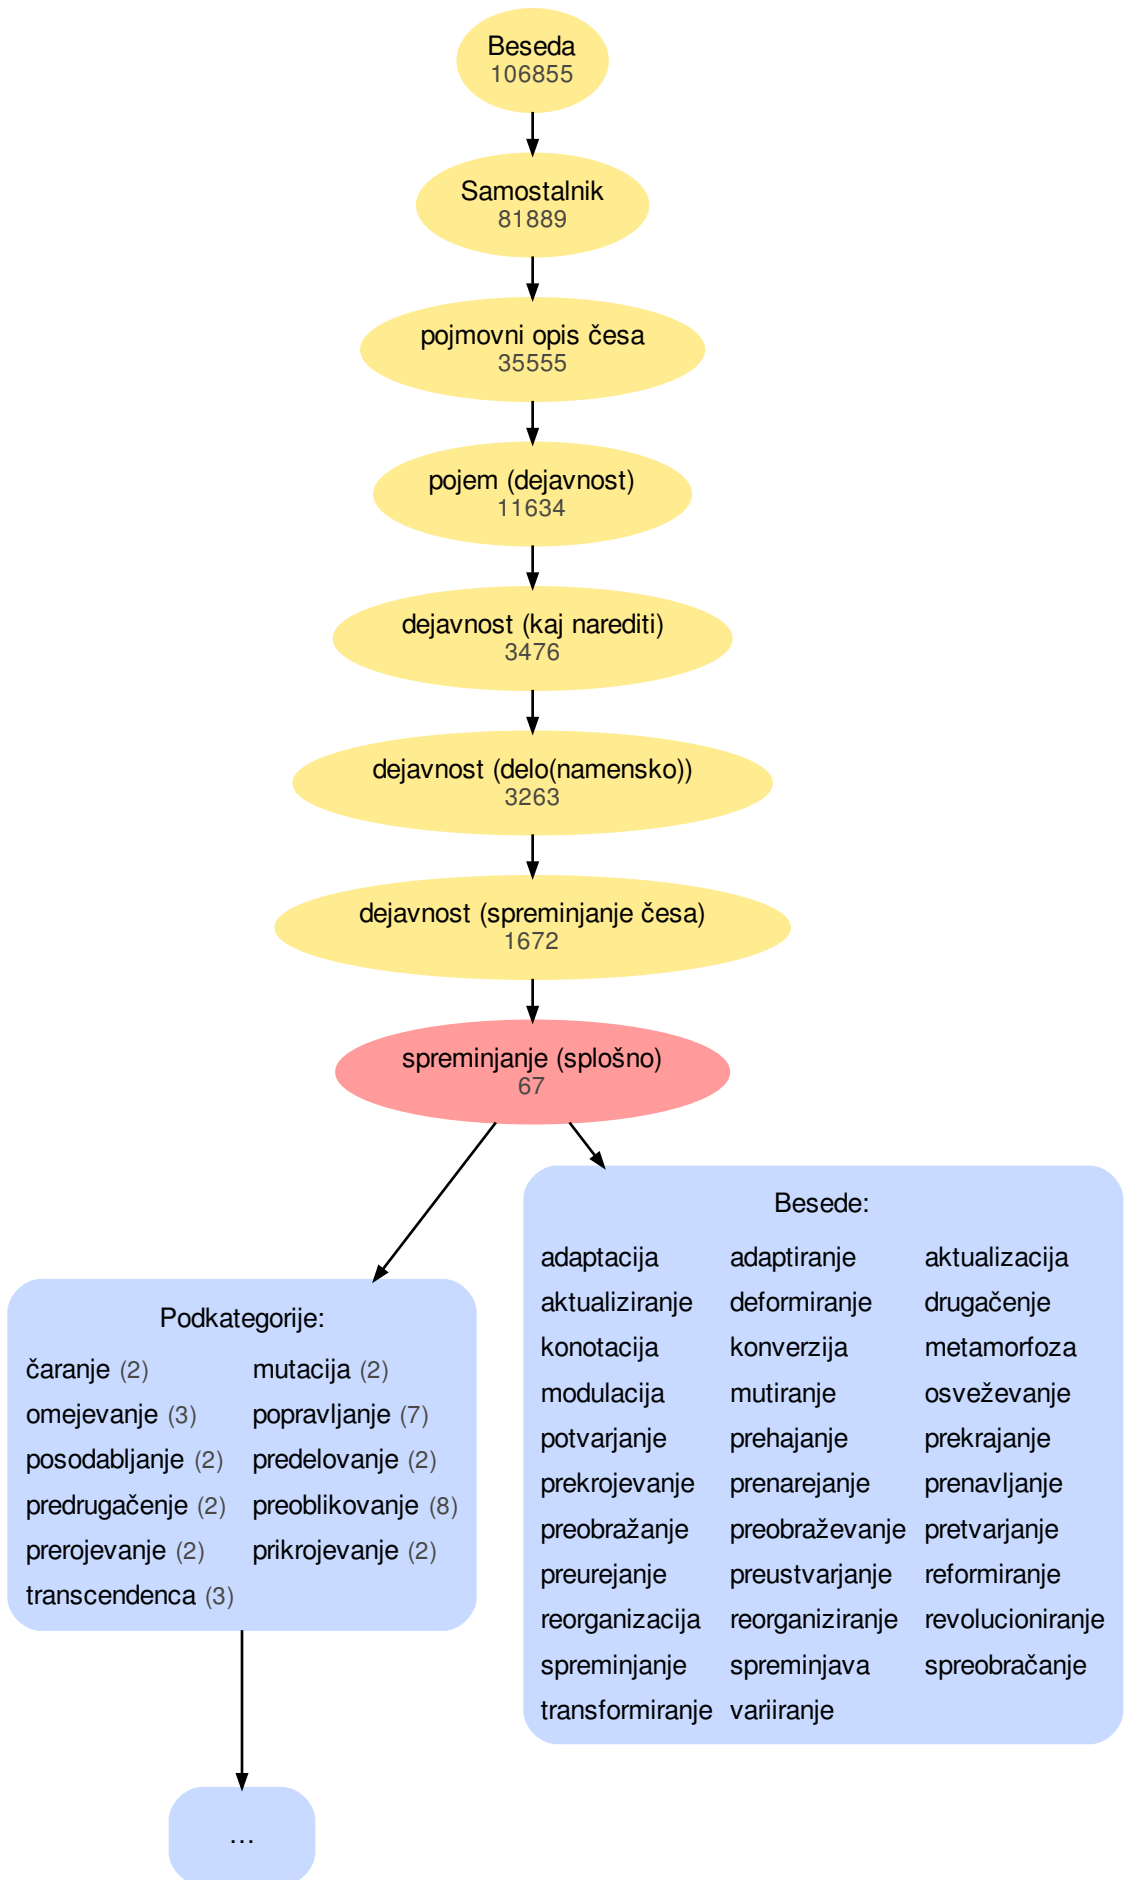 Beseda
106855
Samostalnik
81889
pojmovni opis česa
35555
pojem (dejavnost)
11634
dejavnost (kaj narediti)
3476
dejavnost (delo(namensko))
3263
dejavnost (spreminjanje česa)
1672
spreminjanje (splošno)
67
Podkategorije:
čaranje (2) mutacija (2)
omejevanje (3) popravljanje (7)
posodabljanje (2) predelovanje (2)
predrugačenje (2) preoblikovanje (8)
prerojevanje (2) prikrojevanje (2)
transcendenca (3)
Besede:
adaptacija adaptiranje aktualizacija
aktualiziranje deformiranje drugačenje
konotacija konverzija metamorfoza
modulacija mutiranje osveževanje
potvarjanje prehajanje prekrajanje
prekrojevanje prenarejanje prenavljanje
preobražanje preobraževanje pretvarjanje
preurejanje preustvarjanje reformiranje
reorganizacija reorganiziranje revolucioniranje
spreminjanje spreminjava spreobračanje
transformiranje variiranje
...